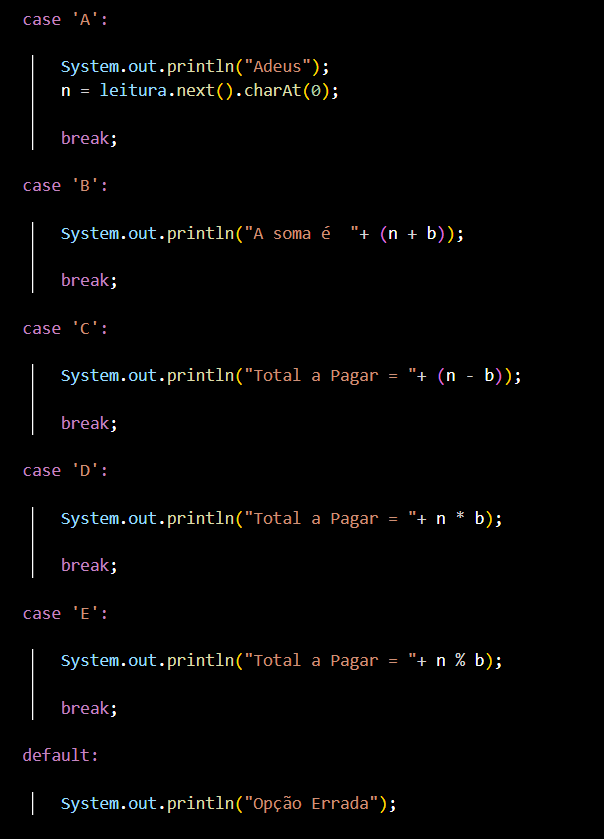 case 'A':
System.out.println("Adeus");
n = leitura.next().charAt(0);
break;
case 'B':
System.out.println("A soma é  "+ (n + b));
break;
case 'C':
System.out.println("Total a Pagar = "+ (n - b));
break;
case 'D':
System.out.println("Total a Pagar = "+ n * b);
break;
case 'E':
System.out.println("Total a Pagar = "+ n % b);
break;
default:
System.out.println("Opção Errada");